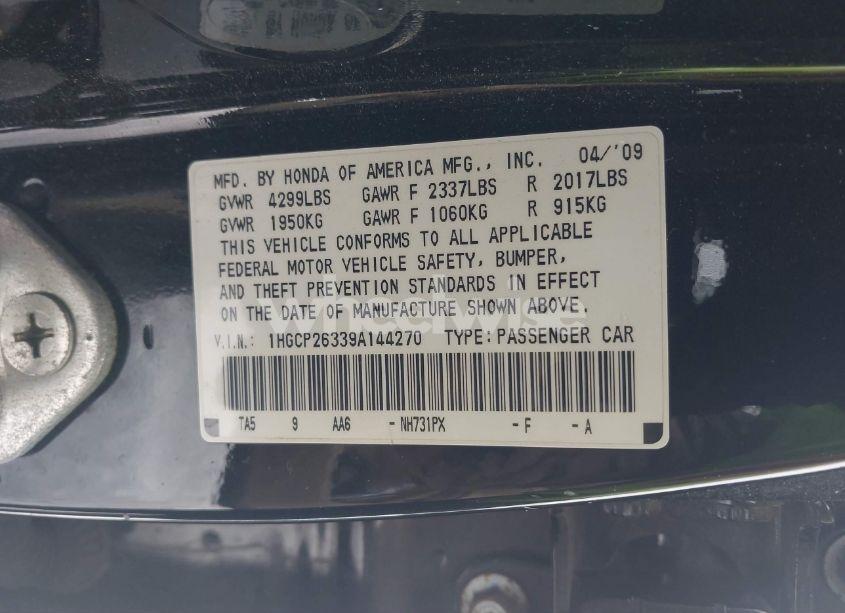 MFD. BY HONDA OF AMERICA MFG., INC. 04/'09
GVWR 4299LBS GAWR F 2337LBS R 2017LBS
GVWR 1950KG GAWR F 1060KG R 915KG
THIS VEHICLE CONFORMS TO ALL APPLICABLE
FEDERAL MOTOR VEHICLE SAFETY, BUMPER,
AND THEFT PREVENTION STANDARDS IN EFFECT
ON THE DATE OF MANUFACTURE SHOWN ABOVE.
V.I.N.: 1HGCP26339A144270 TYPE: PASSENGER CAR
TA5 9 AA6 - NH731PX - F - A